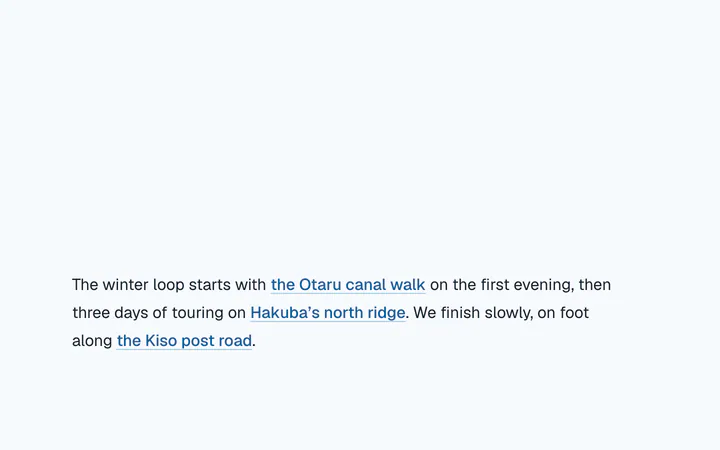 The winter loop starts with the Otaru canal walk on the first evening, then
three days of touring on Hakuba’s north ridge. We finish slowly, on foot
along the Kiso post road.